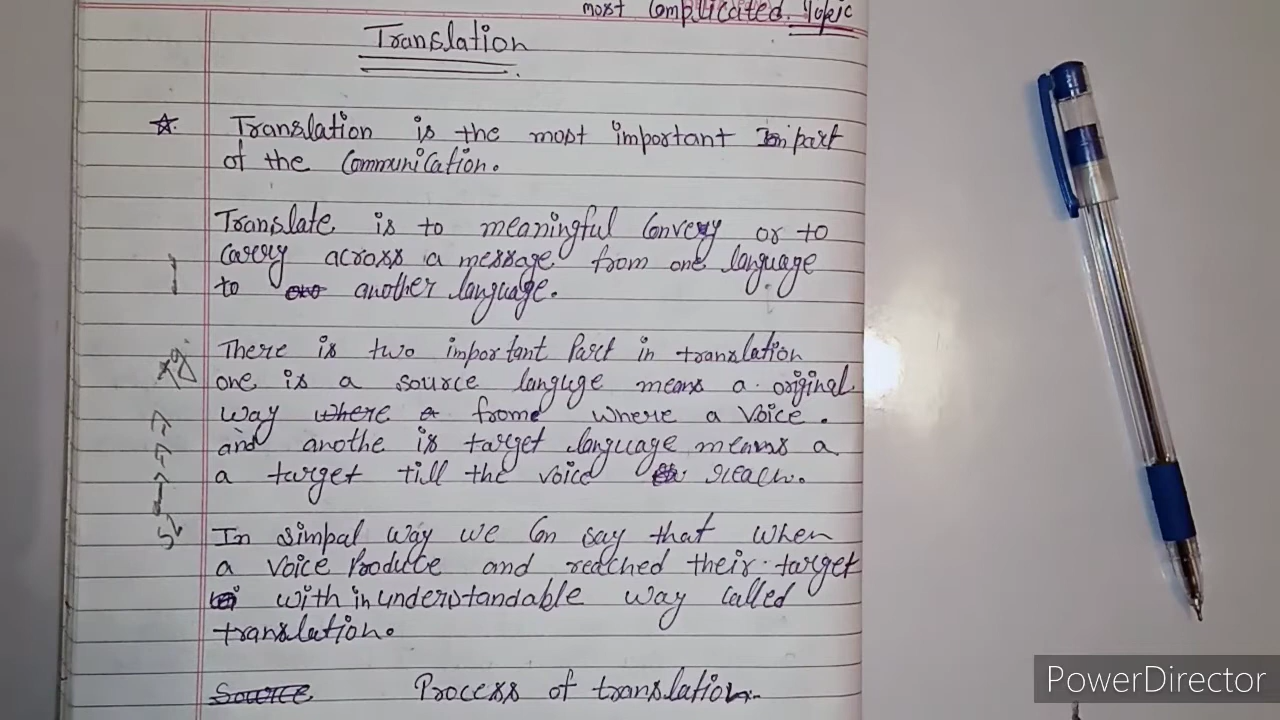 most Complicated Topic
Translation
Translation is the most important part
of the Communication.
Translate is to meaningful Convey or to
Carry across a message from one language
to another language.
There is two important Part in translation
one is a source languge means a original
way where a frome where a voice.
and anothe is target language means a
a target till the voice reach.
In Simpal way we Can say that when
a voice Produce and reached their target
with in understandable way called
translation.
Source Process of translation
PowerDirector